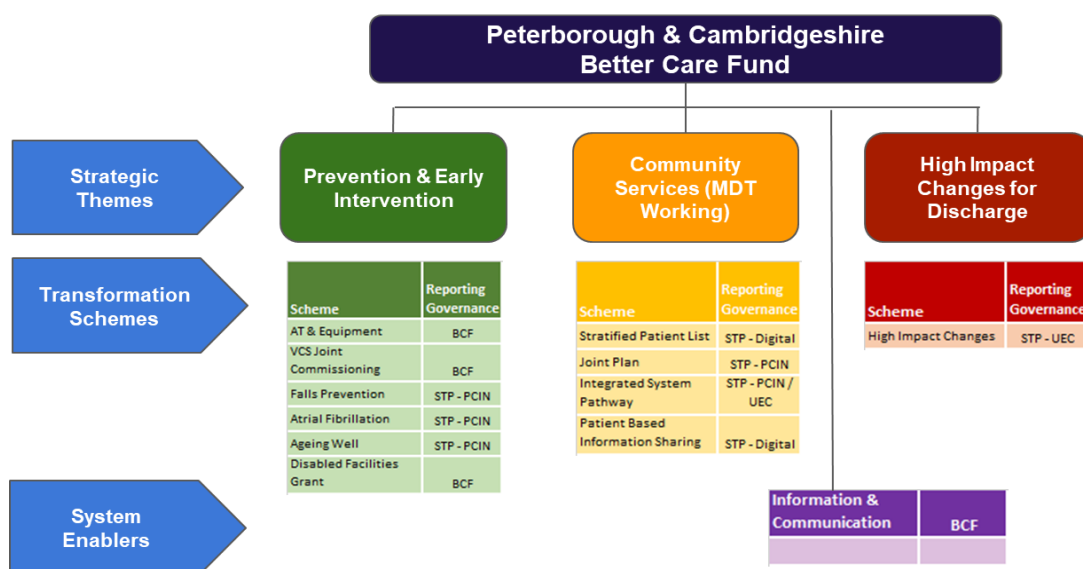 Peterborough & Cambridgeshire
Better Care Fund
Strategic
Themes
Prevention & Early
Intervention
Community
Services (MDT
Working)
High Impact
Changes for
Discharge
Transformation
Schemes
Scheme
Reporting
Governance
AT & Equipment
BCF
VCS Joint
Commissioning
BCF
Falls Prevention
STP - PCIN
Atrial Fibrillation
STP - PCIN
Ageing Well
STP - PCIN
Disabled Facilities
Grant
BCF
Scheme
Reporting
Governance
Stratified Patient List
STP - Digital
Joint Plan
STP - PCIN
Integrated System
Pathway
STP - PCIN /
UEC
Patient Based
Information Sharing
STP - Digital
Scheme
Reporting
Governance
High Impact Changes
STP - UEC
System
Enablers
Information &
Communication
BCF